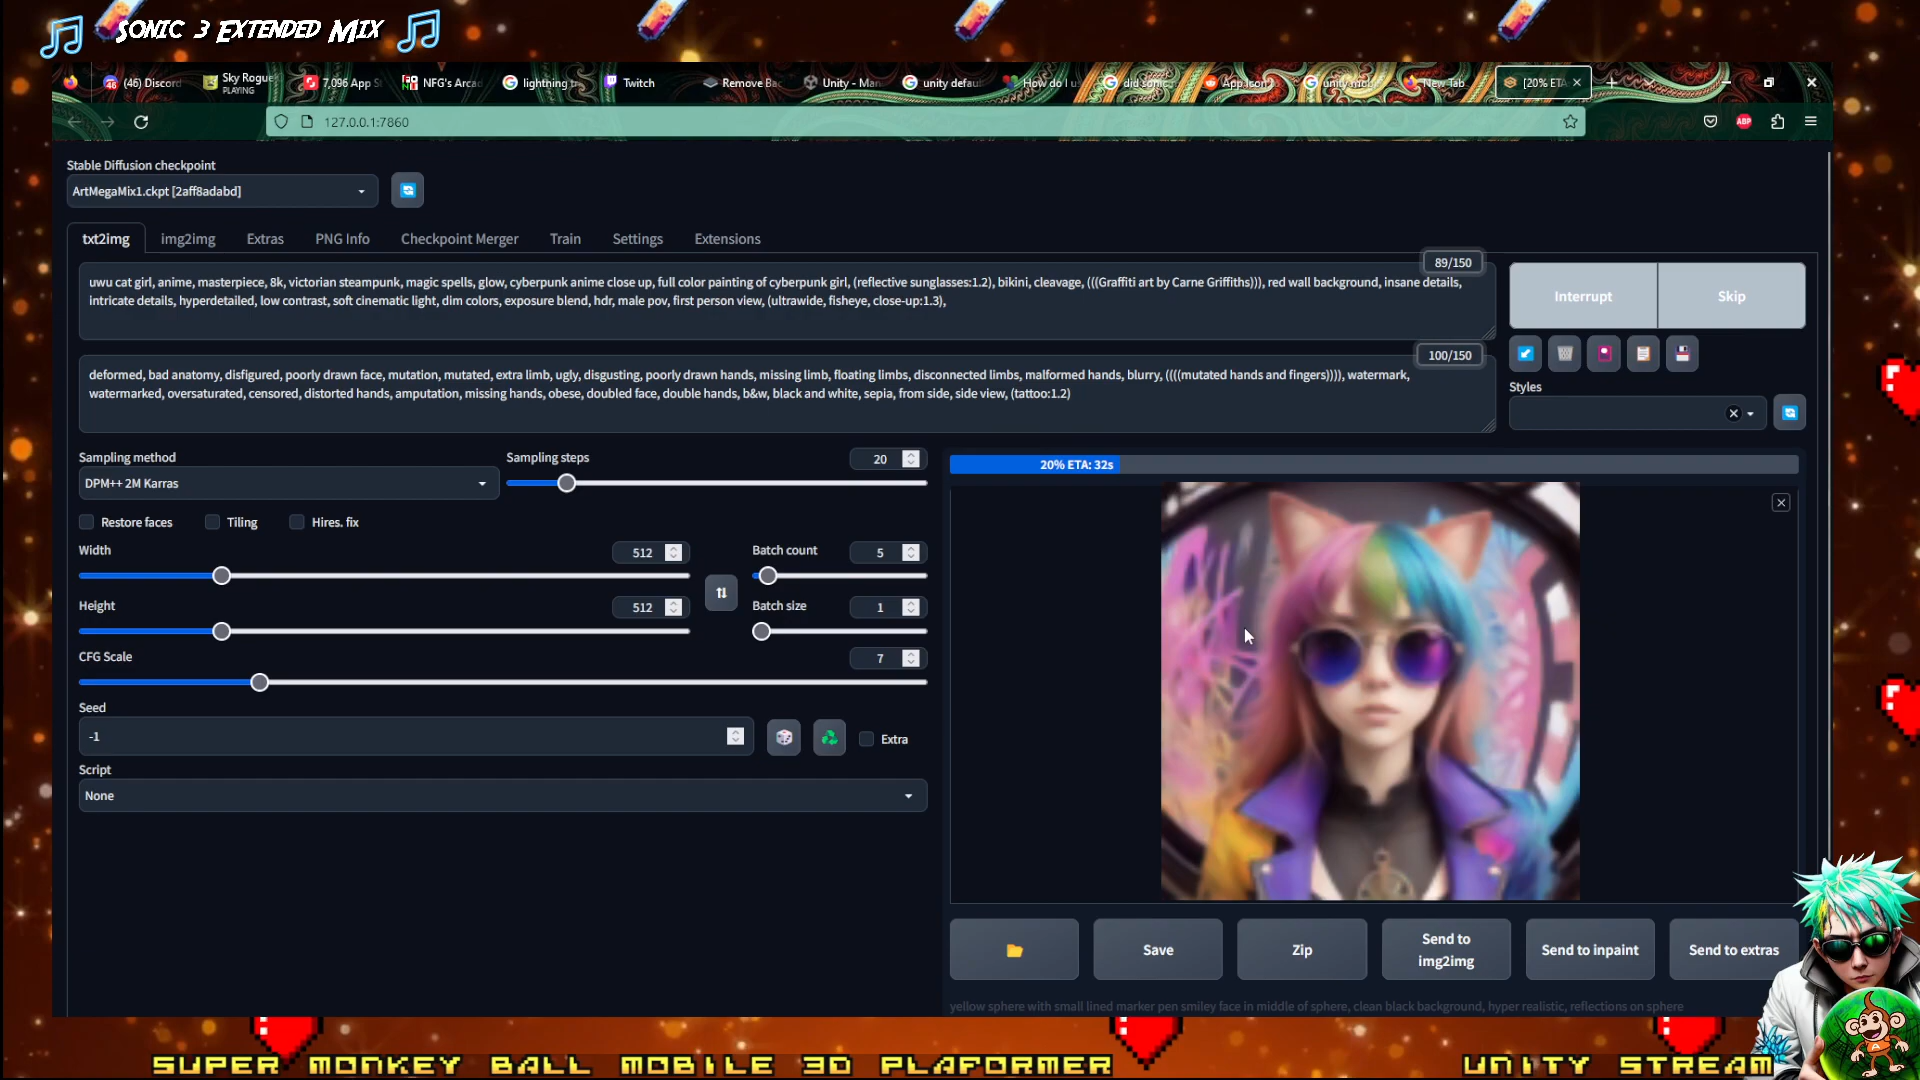 Sonic 3 Extended Mix
(46) Discord
Sky Rogue
PLAYING
7,096 App S
NFG's Arca
lightning t
Twitch
Remove Ba
Unity - Man
unity defau
How do I u
did sonic
App Icon
unity mo
New Tab
[20% ETA
127.0.0.1:7860
Stable Diffusion checkpoint
ArtMegaMix1.ckpt [2aff8adabd]
txt2img
img2img
Extras
PNG Info
Checkpoint Merger
Train
Settings
Extensions
89/150
uwu cat girl, anime, masterpiece, 8k, victorian steampunk, magic spells, glow, cyberpunk anime close up, full color painting of cyberpunk girl, (reflective sunglasses:1.2), bikini, cleavage, (((Graffiti art by Carne Griffiths))), red wall background, insane details,
intricate details, hyperdetailed, low contrast, soft cinematic light, dim colors, exposure blend, hdr, male pov, first person view, (ultrawide, fisheye, close-up:1.3),
Interrupt
Skip
100/150
deformed, bad anatomy, disfigured, poorly drawn face, mutation, mutated, extra limb, ugly, disgusting, poorly drawn hands, missing limb, floating limbs, disconnected limbs, malformed hands, blurry, ((((mutated hands and fingers)))), watermark,
watermarked, oversaturated, censored, distorted hands, amputation, missing hands, obese, doubled face, double hands, b&w, black and white, sepia, from side, side view, (tattoo:1.2)
Styles
Sampling method
DPM++ 2M Karras
Sampling steps
20
20% ETA: 32s
Restore faces
Tiling
Hires. fix
Width
512
Batch count
5
Height
512
Batch size
1
CFG Scale
7
Seed
-1
Extra
Script
None
Save
Zip
Send to
img2img
Send to inpaint
Send to extras
yellow sphere with small lined marker pen smiley face in middle of sphere, clean black background, hyper realistic, reflections on sphere
SUPER MONKEY BALL MOBILE 3D PLAFORMER
UNITY STREAM